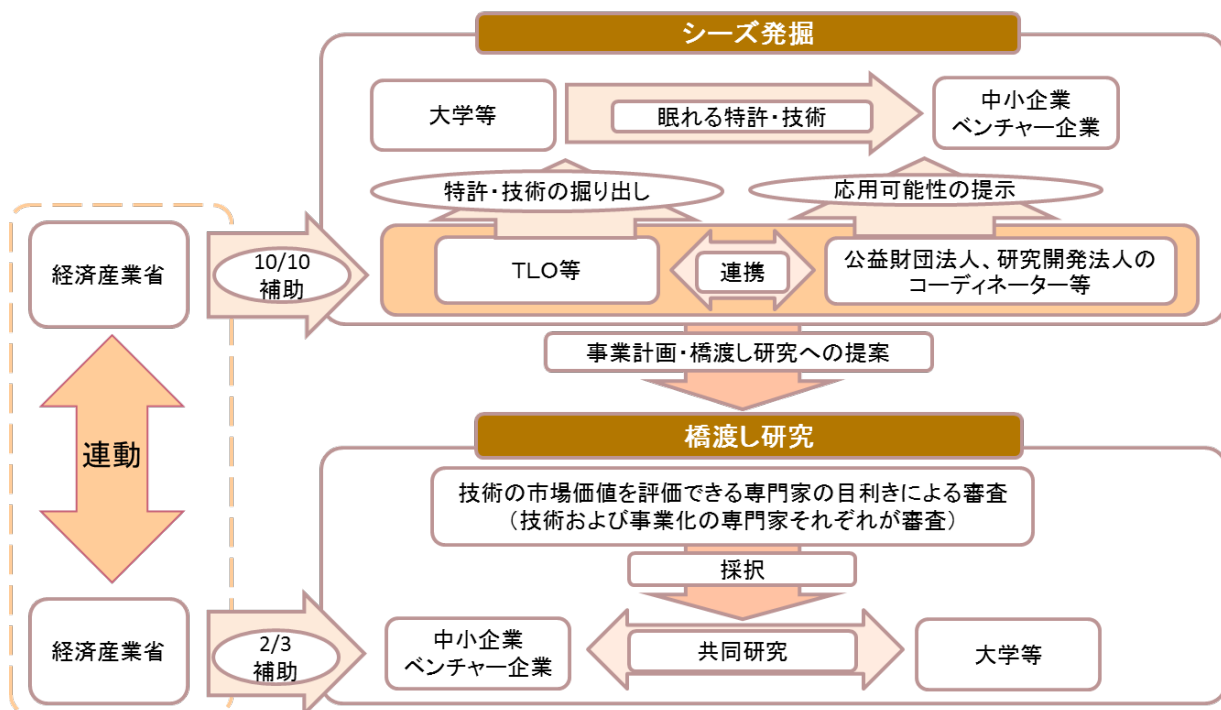 シーズ発掘
大学等
眠れる特許・技術
中小企業
ベンチャー企業
特許・技術の掘り出し
応用可能性の提示
経済産業省
10/10
補助
TLO等
連携
公益財団法人、研究開発法人の
コーディネーター等
事業計画・橋渡し研究への提案
連動
橋渡し研究
技術の市場価値を評価できる専門家の目利きによる審査
（技術および事業化の専門家それぞれが審査）
採択
経済産業省
2/3
補助
中小企業
ベンチャー企業
共同研究
大学等